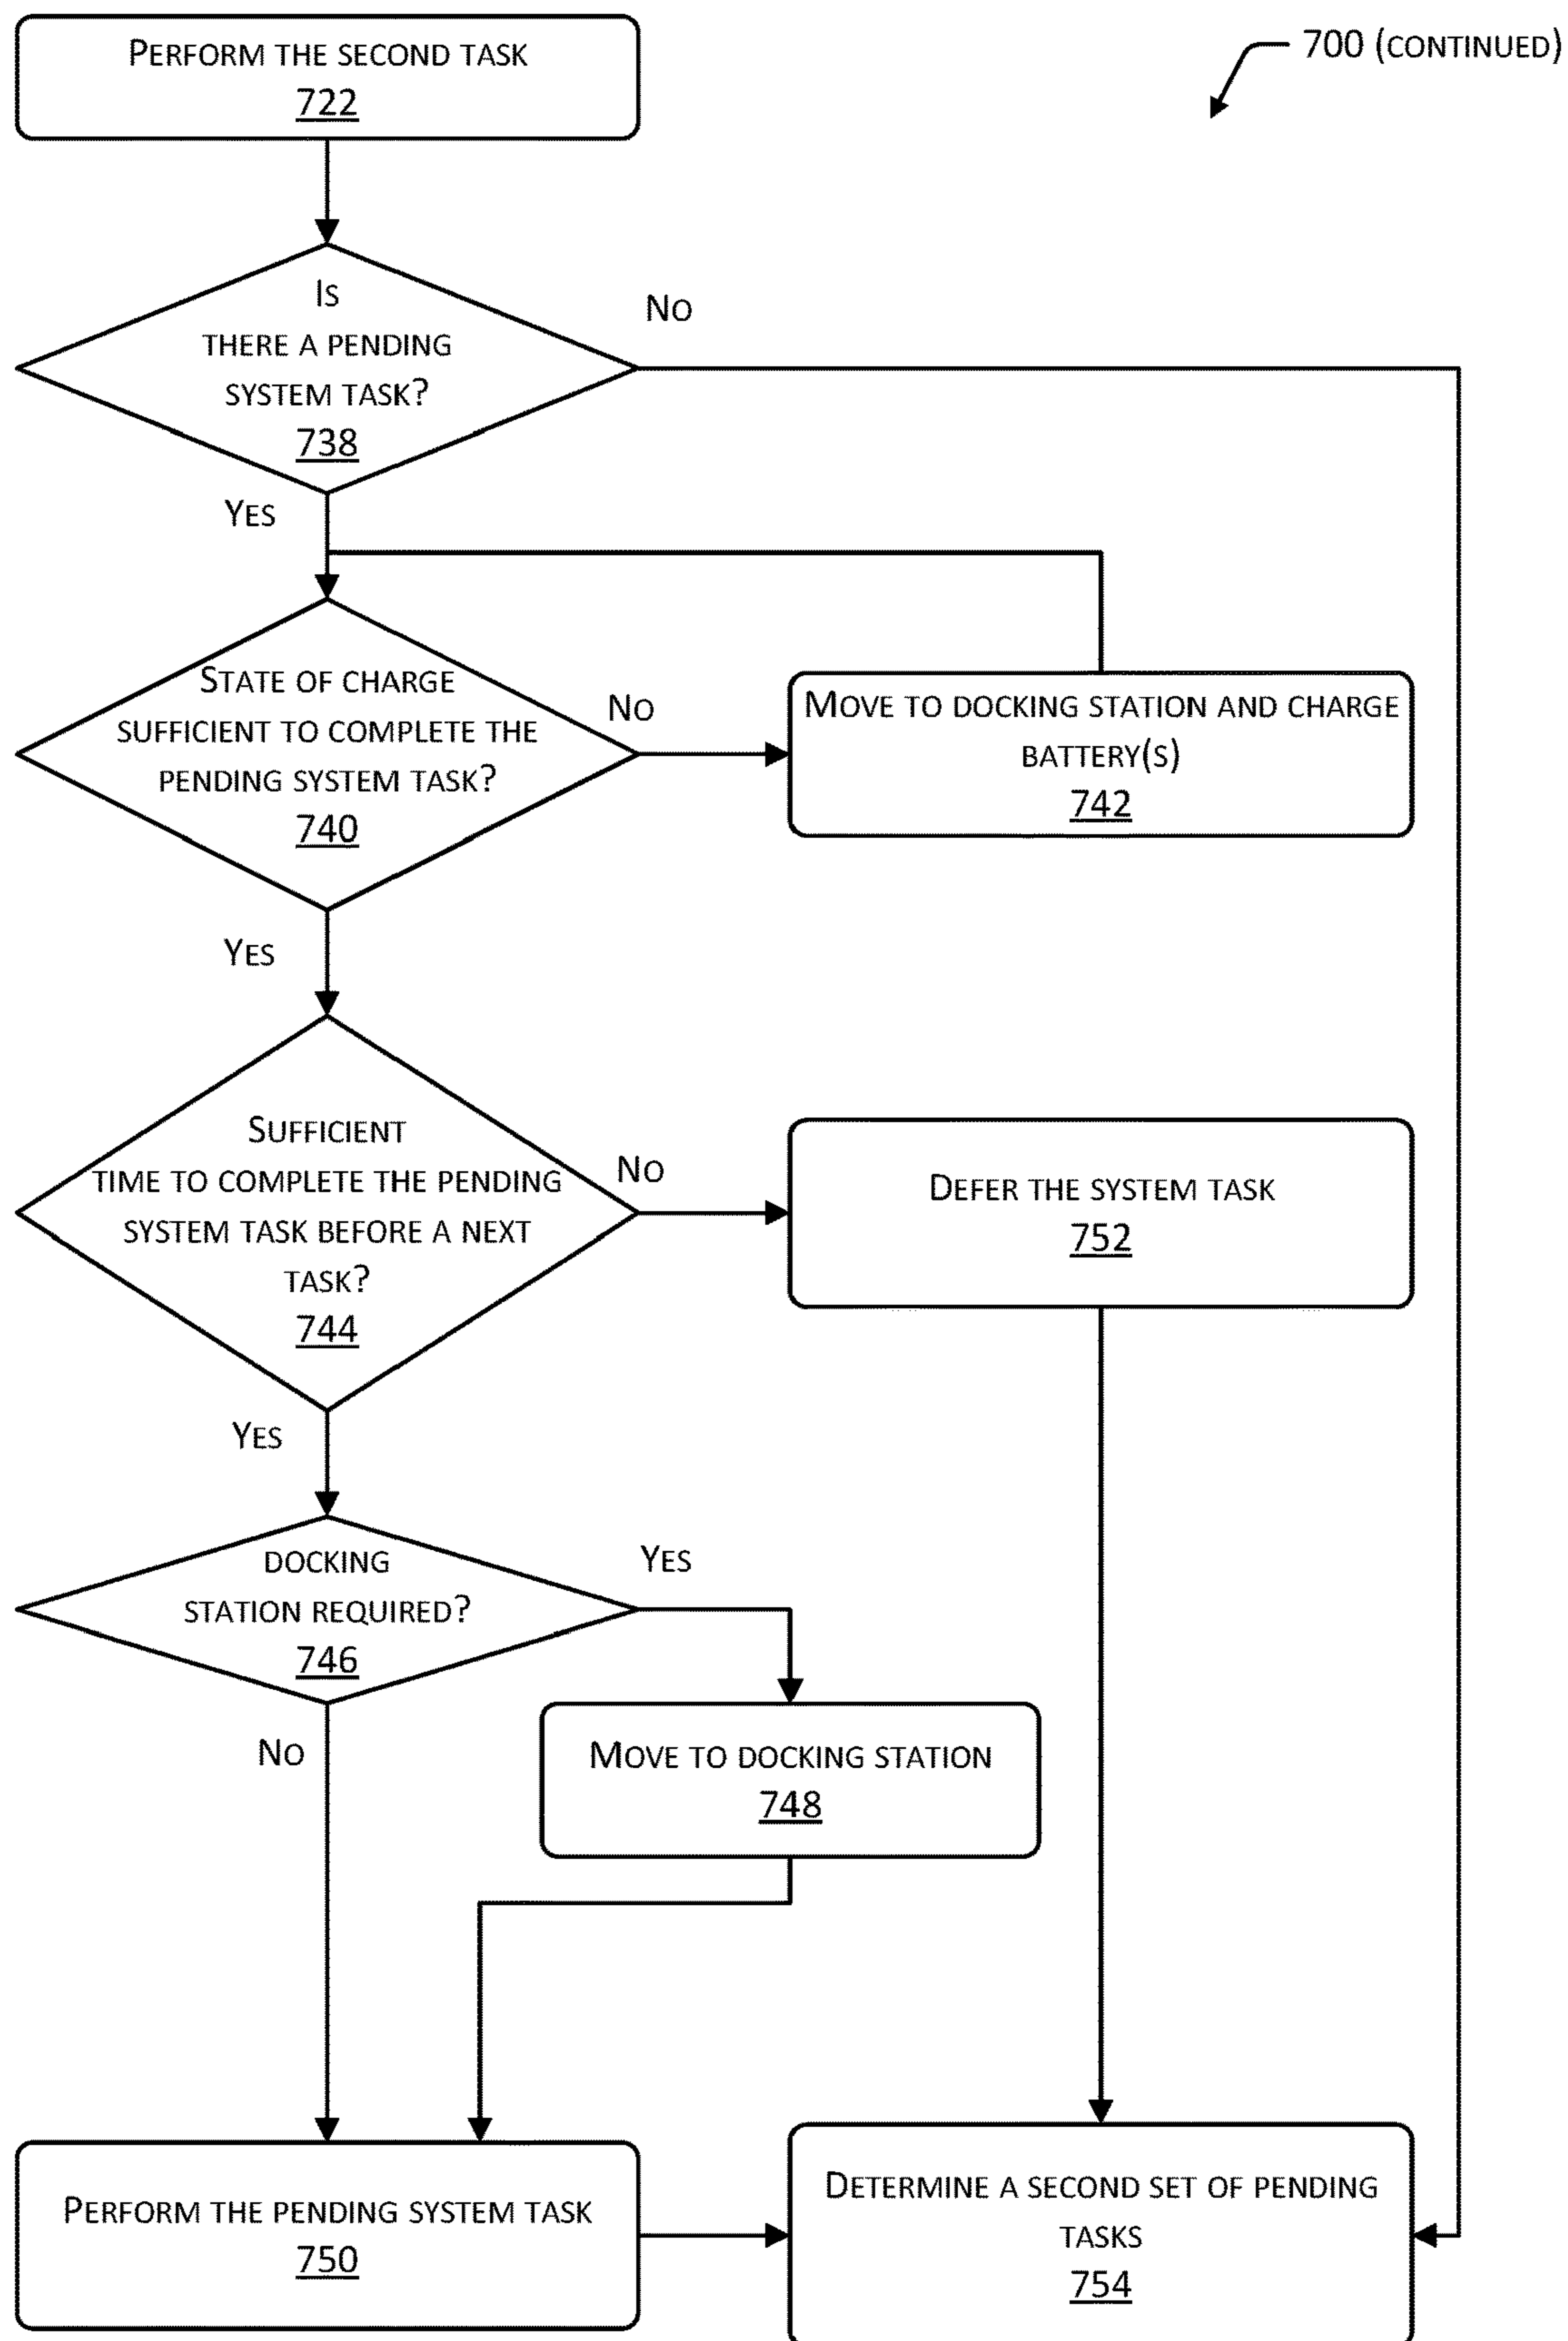 PERFORM THE SECOND TASK
722
700 (CONTINUED)
IS
THERE A PENDING
SYSTEM TASK?
738
NO
YES
STATE OF CHARGE
SUFFICIENT TO COMPLETE THE
PENDING SYSTEM TASK?
740
NO
MOVE TO DOCKING STATION AND CHARGE
BATTERY(S)
742
YES
SUFFICIENT
TIME TO COMPLETE THE PENDING
SYSTEM TASK BEFORE A NEXT
TASK?
744
NO
DEFER THE SYSTEM TASK
752
YES
DOCKING
STATION REQUIRED?
746
YES
NO
MOVE TO DOCKING STATION
748
PERFORM THE PENDING SYSTEM TASK
750
DETERMINE A SECOND SET OF PENDING
TASKS
754